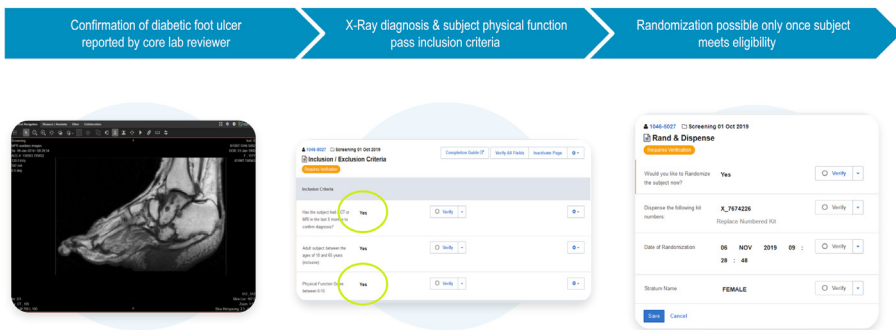 Confirmation of diabetic foot ulcer
reported by core lab reviewer
X-Ray diagnosis & subject physical function
pass inclusion criteria
Randomization possible only once subject
meets eligibility
1046-5027 Screening 01 Oct 2019
Inclusion / Exclusion Criteria
Requires Verification
Completion Guide
Verify All Fields
Inactivate Page
Inclusion Criteria
Has the subject had CT or
MRI in the last 5 months to
confirm diagnosis?
Yes
Verify
Adult subject between the
ages of 18 and 65 years
(inclusive)
Yes
Verify
Physical Function Score
between 0-10
Yes
Verify
1046-5027 Screening 01 Oct 2019
Rand & Dispense
Requires Verification
Would you like to Randomize
the subject now?
Yes
Verify
Dispense the following kit
numbers:
X_7674226
Replace Numbered Kit
Verify
Date of Randomization
06 NOV 2019 09 :
28 : 48
Verify
Stratum Name
FEMALE
Verify
Save Cancel